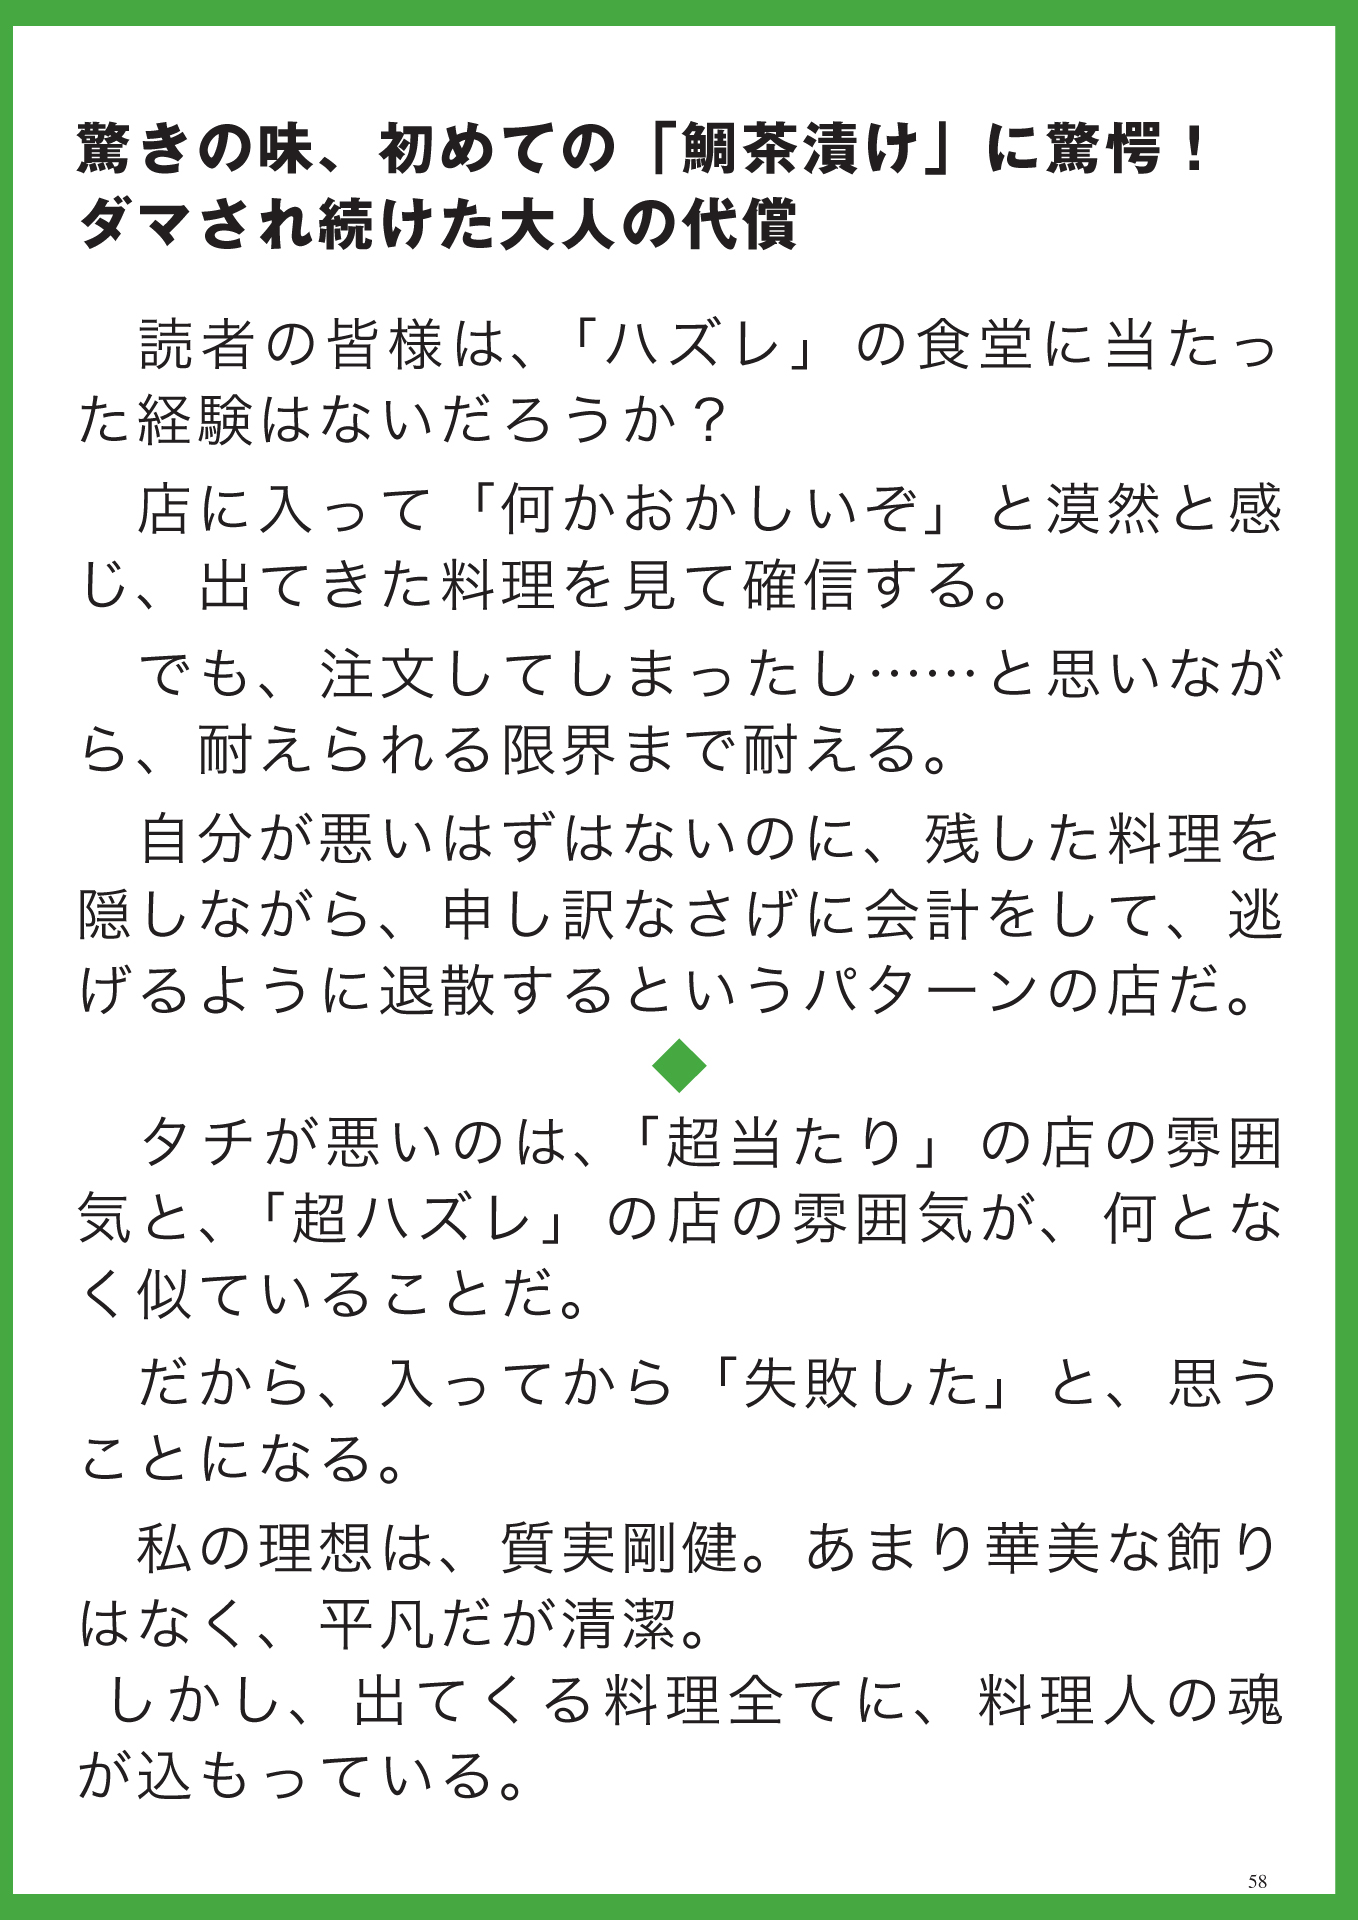 驚きの味、初めての「鯛茶漬け」に驚愕！
ダマされ続けた大人の代償
　読者の皆様は、「ハズレ」の食堂に当たっ
た経験はないだろうか？
　店に入って「何かおかしいぞ」と漠然と感
じ、出てきた料理を見て確信する。
　でも、注文してしまったし……と思いなが
ら、耐えられる限界まで耐える。
　自分が悪いはずはないのに、残した料理を
隠しながら、申し訳なさげに会計をして、逃
げるように退散するというパターンの店だ。
◆
　タチが悪いのは、「超当たり」の店の雰囲
気と、「超ハズレ」の店の雰囲気が、何とな
く似ていることだ。
　だから、入ってから「失敗した」と、思う
ことになる。
　私の理想は、質実剛健。あまり華美な飾り
はなく、平凡だが清潔。
 しかし、出てくる料理全てに、料理人の魂
が込もっている。
58